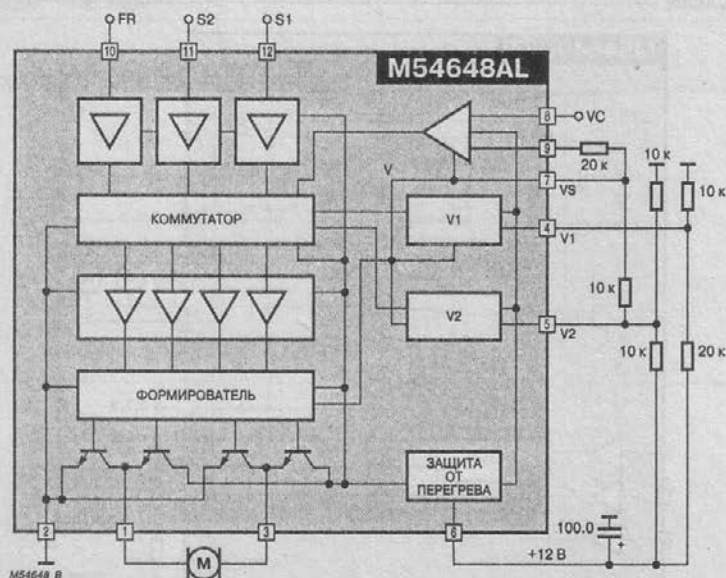 FR S2 S1
10 11 12
M54648AL
8 VC
9
20 к
10 к
10 к
V
7
VS
КОММУТАТОР
V1
4
V1
10 к
V2
5
V2
10 к
20 к
ФОРМИРОВАТЕЛЬ
ЗАЩИТА
ОТ
ПЕРЕГРЕВА
2 1 3 6
100.0
+
+12 В
M
M54648_B